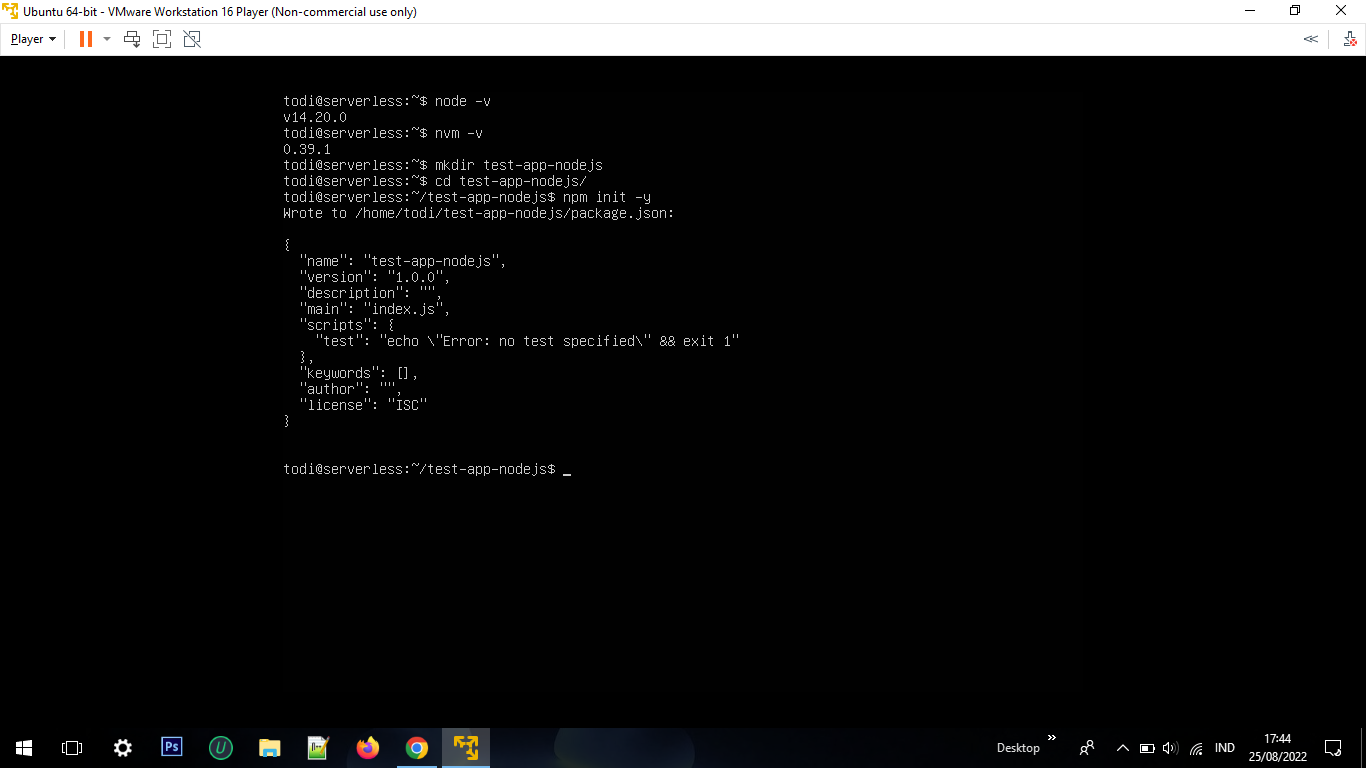 Ubuntu 64-bit - VMware Workstation 16 Player (Non-commercial use only)
Player
todi@serverless:~$ node -v
v14.20.0
todi@serverless:~$ nvm -v
0.39.1
todi@serverless:~$ mkdir test-app-nodejs
todi@serverless:~$ cd test-app-nodejs/
todi@serverless:~/test-app-nodejs$ npm init -y
Wrote to /home/todi/test-app-nodejs/package.json:
{
  "name": "test-app-nodejs",
  "version": "1.0.0",
  "description": "",
  "main": "index.js",
  "scripts": {
    "test": "echo \"Error: no test specified\" && exit 1"
  },
  "keywords": [],
  "author": "",
  "license": "ISC"
}
todi@serverless:~/test-app-nodejs$ _
Ps
Desktop
IND
17:44
25/08/2022